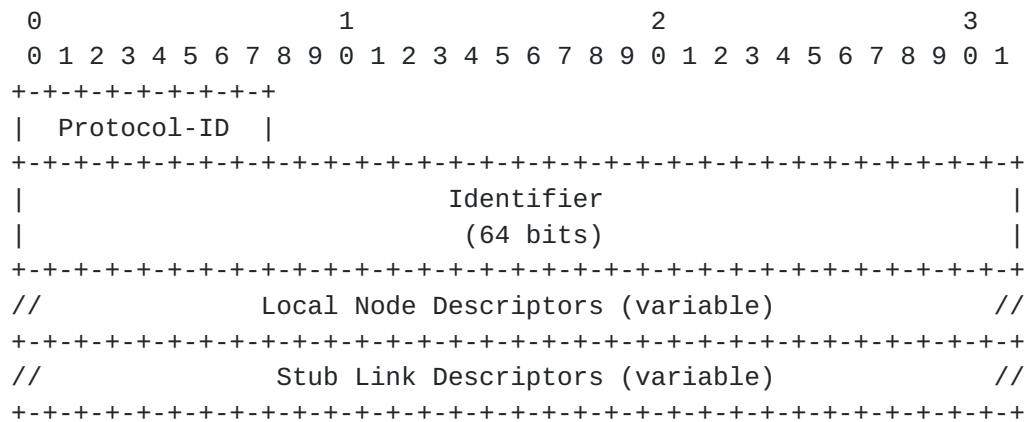 0                   1                   2                   3
 0 1 2 3 4 5 6 7 8 9 0 1 2 3 4 5 6 7 8 9 0 1 2 3 4 5 6 7 8 9 0 1
+-+-+-+-+-+-+-+-+
|  Protocol-ID  |
+-+-+-+-+-+-+-+-+-+-+-+-+-+-+-+-+-+-+-+-+-+-+-+-+-+-+-+-+-+-+-+-+
|                           Identifier                          |
|                            (64 bits)                          |
+-+-+-+-+-+-+-+-+-+-+-+-+-+-+-+-+-+-+-+-+-+-+-+-+-+-+-+-+-+-+-+-+
//              Local Node Descriptors (variable)              //
+-+-+-+-+-+-+-+-+-+-+-+-+-+-+-+-+-+-+-+-+-+-+-+-+-+-+-+-+-+-+-+-+
//               Stub Link Descriptors (variable)              //
+-+-+-+-+-+-+-+-+-+-+-+-+-+-+-+-+-+-+-+-+-+-+-+-+-+-+-+-+-+-+-+-+